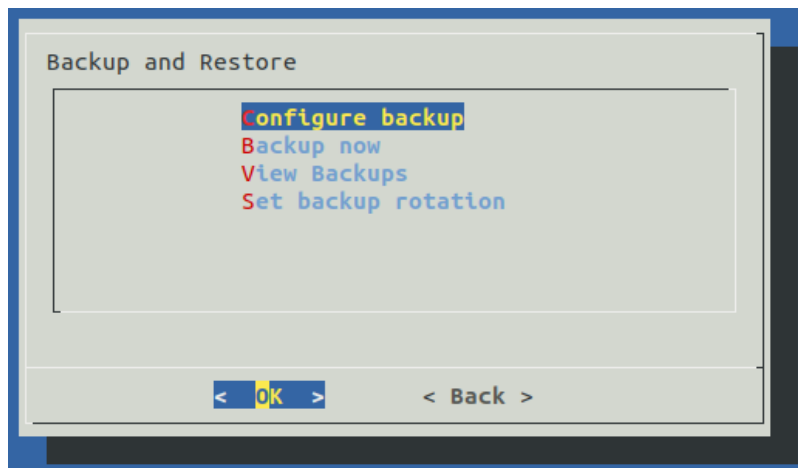 Backup and Restore
Configure backup
Backup now
View Backups
Set backup rotation
< OK > < Back >